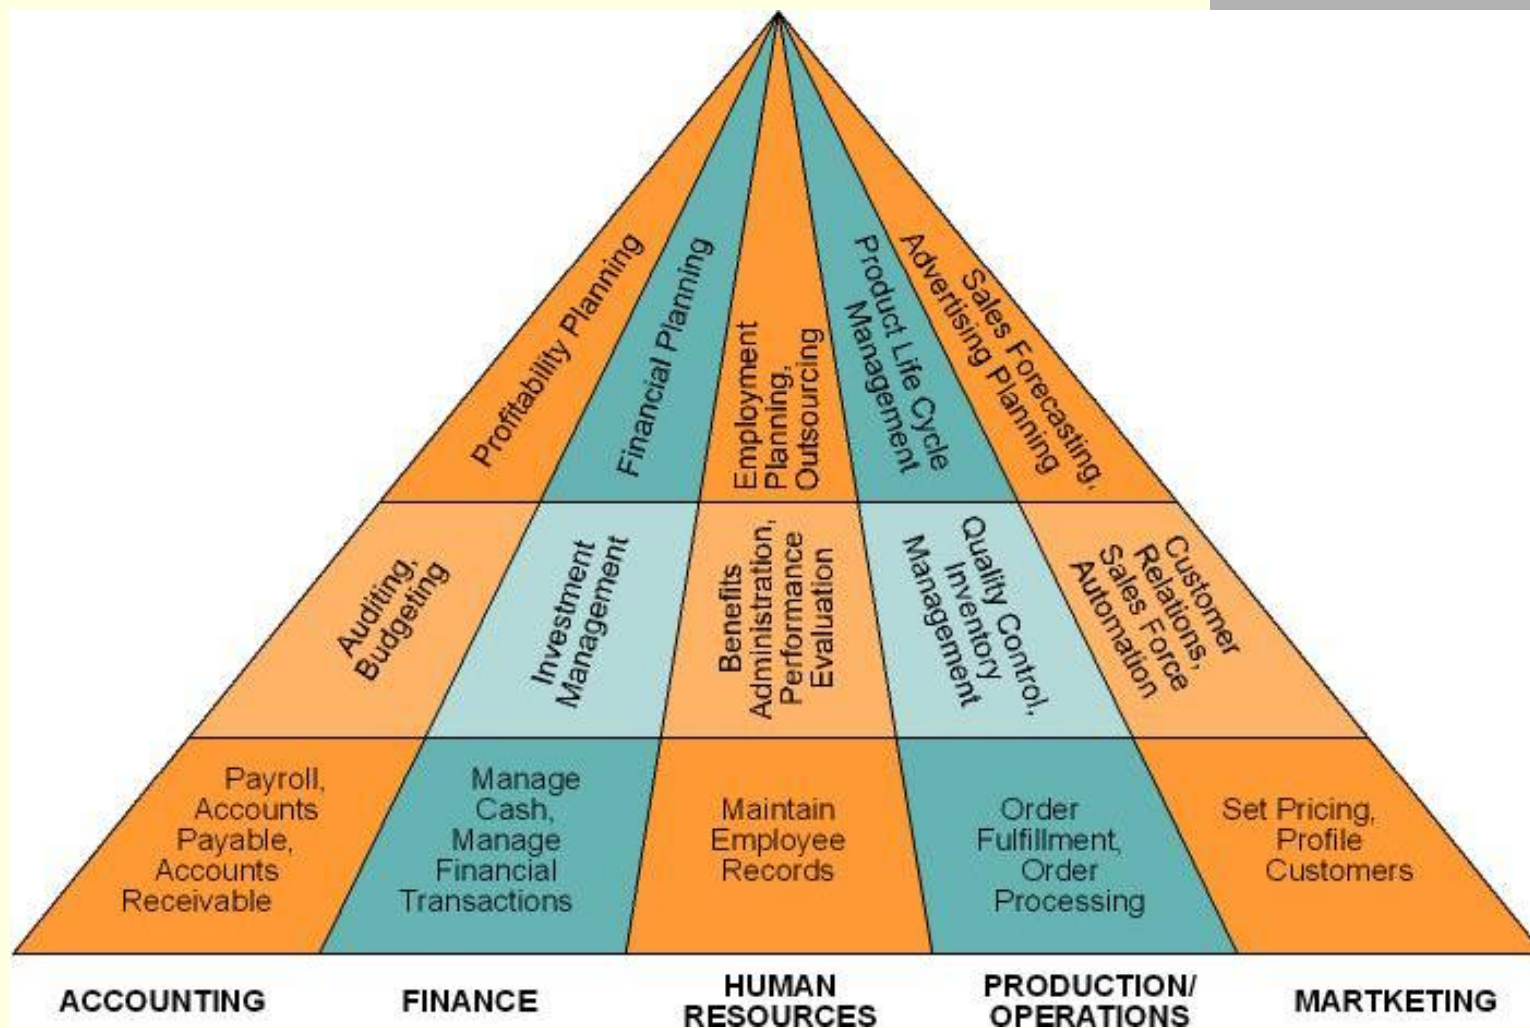 Profitability Planning
Financial Planning
Employment
Planning,
Outsourcing
Product Life Cycle
Management
Sales Forecasting,
Advertising Planning
Auditing,
Budgeting
Investment
Management
Benefits
Administration,
Performance
Evaluation
Quality Control,
Inventory
Management
Customer
Relations,
Sales Force
Automation
Payroll,
Accounts
Payable,
Accounts
Receivable
Manage
Cash,
Manage
Financial
Transactions
Maintain
Employee
Records
Order
Fulfillment,
Order
Processing
Set Pricing,
Profile
Customers
ACCOUNTING
FINANCE
HUMAN
RESOURCES
PRODUCTION/
OPERATIONS
MARTKETING